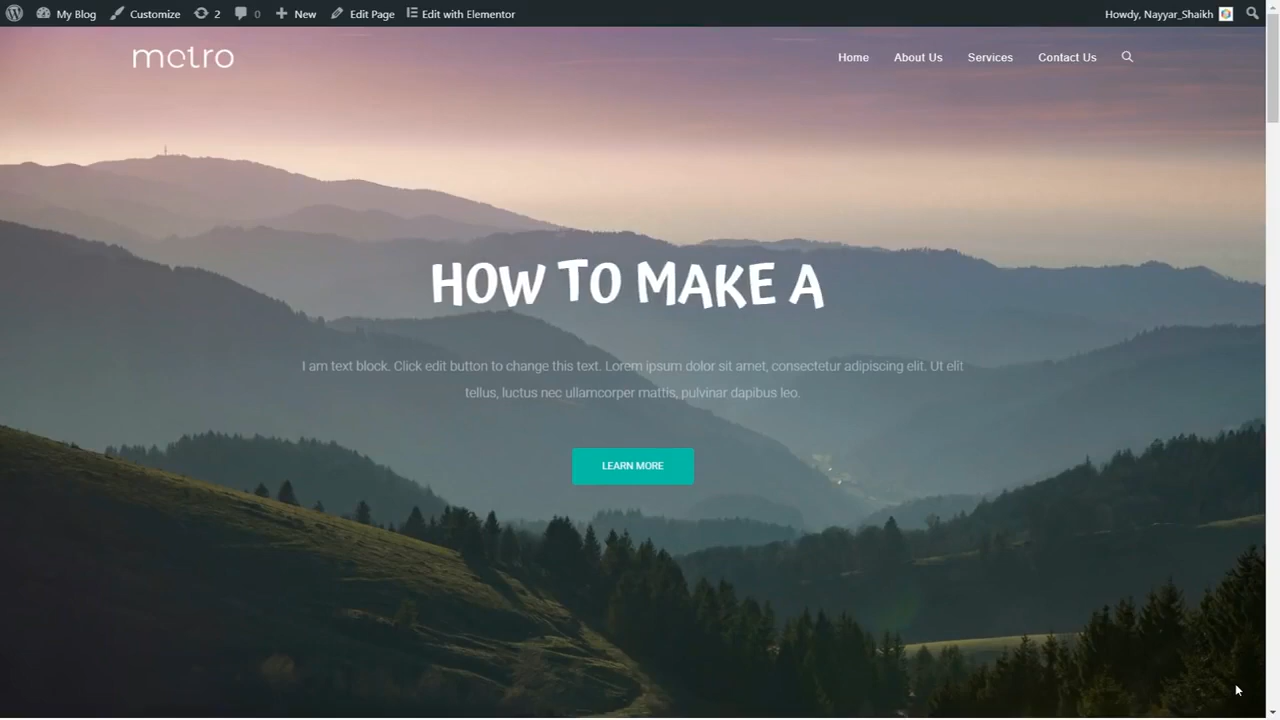 My Blog Customize 2 0 New Edit Page Edit with Elementor Howdy, Nayyar_Shaikh
metro Home About Us Services Contact Us
HOW TO MAKE A
I am text block. Click edit button to change this text. Lorem ipsum dolor sit amet, consectetur adipiscing elit. Ut elit
tellus, luctus nec ullamcorper mattis, pulvinar dapibus leo.
LEARN MORE